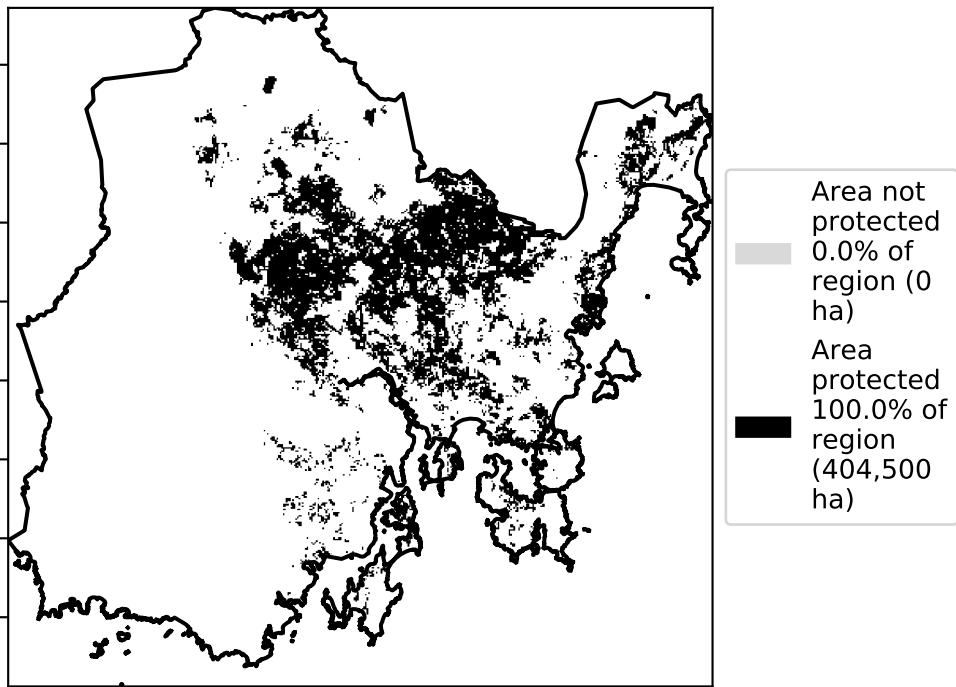 Area not
protected
0.0% of
region (0
ha)
Area
protected
100.0% of
region
(404,500
ha)